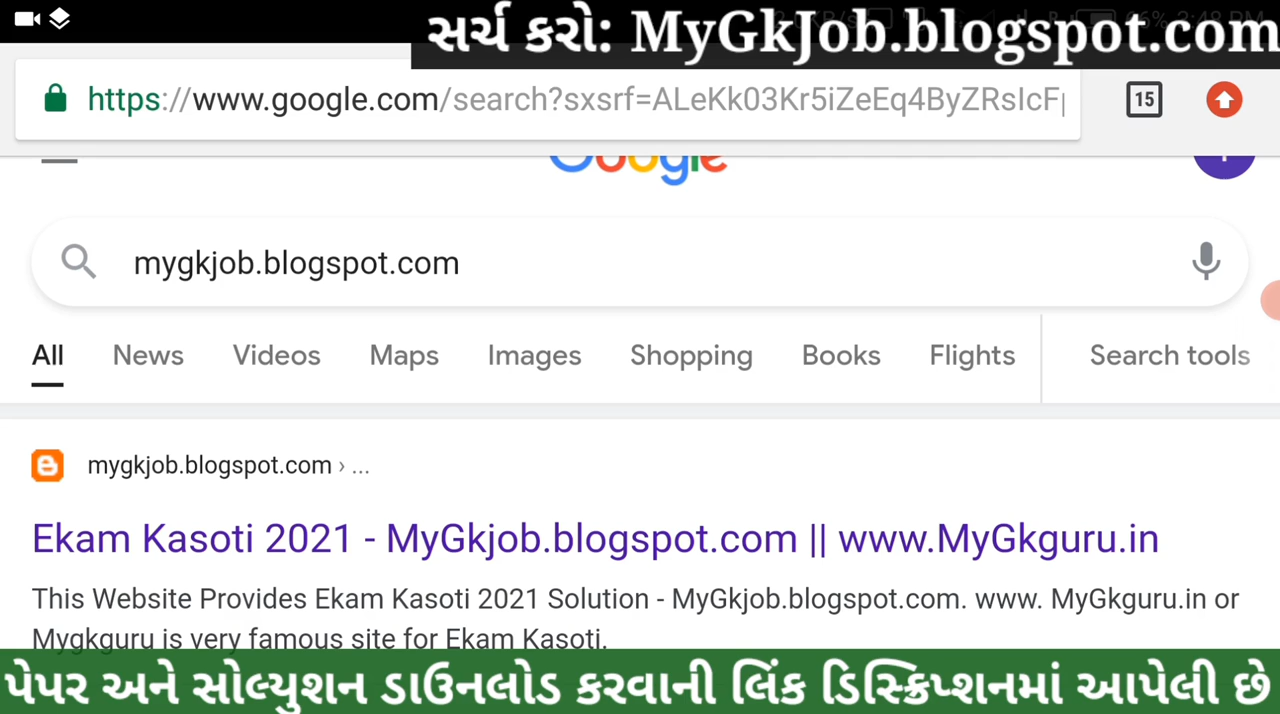 સર્ચ કરો: MyGkJob.blogspot.com
https://www.google.com/search?sxsrf=ALeKk03Kr5iZeEq4ByZRsIcF
15
Google
mygkjob.blogspot.com
All News Videos Maps Images Shopping Books Flights Search tools
mygkjob.blogspot.com › ...
Ekam Kasoti 2021 - MyGkjob.blogspot.com || www.MyGkguru.in
This Website Provides Ekam Kasoti 2021 Solution - MyGkjob.blogspot.com. www. MyGkguru.in or
Mygkguru is very famous site for Ekam Kasoti.
પેપર અને સોલ્યુશન ડાઉનલોડ કરવાની લિંક ડિસ્ક્રિપ્શનમાં આપેલી છે